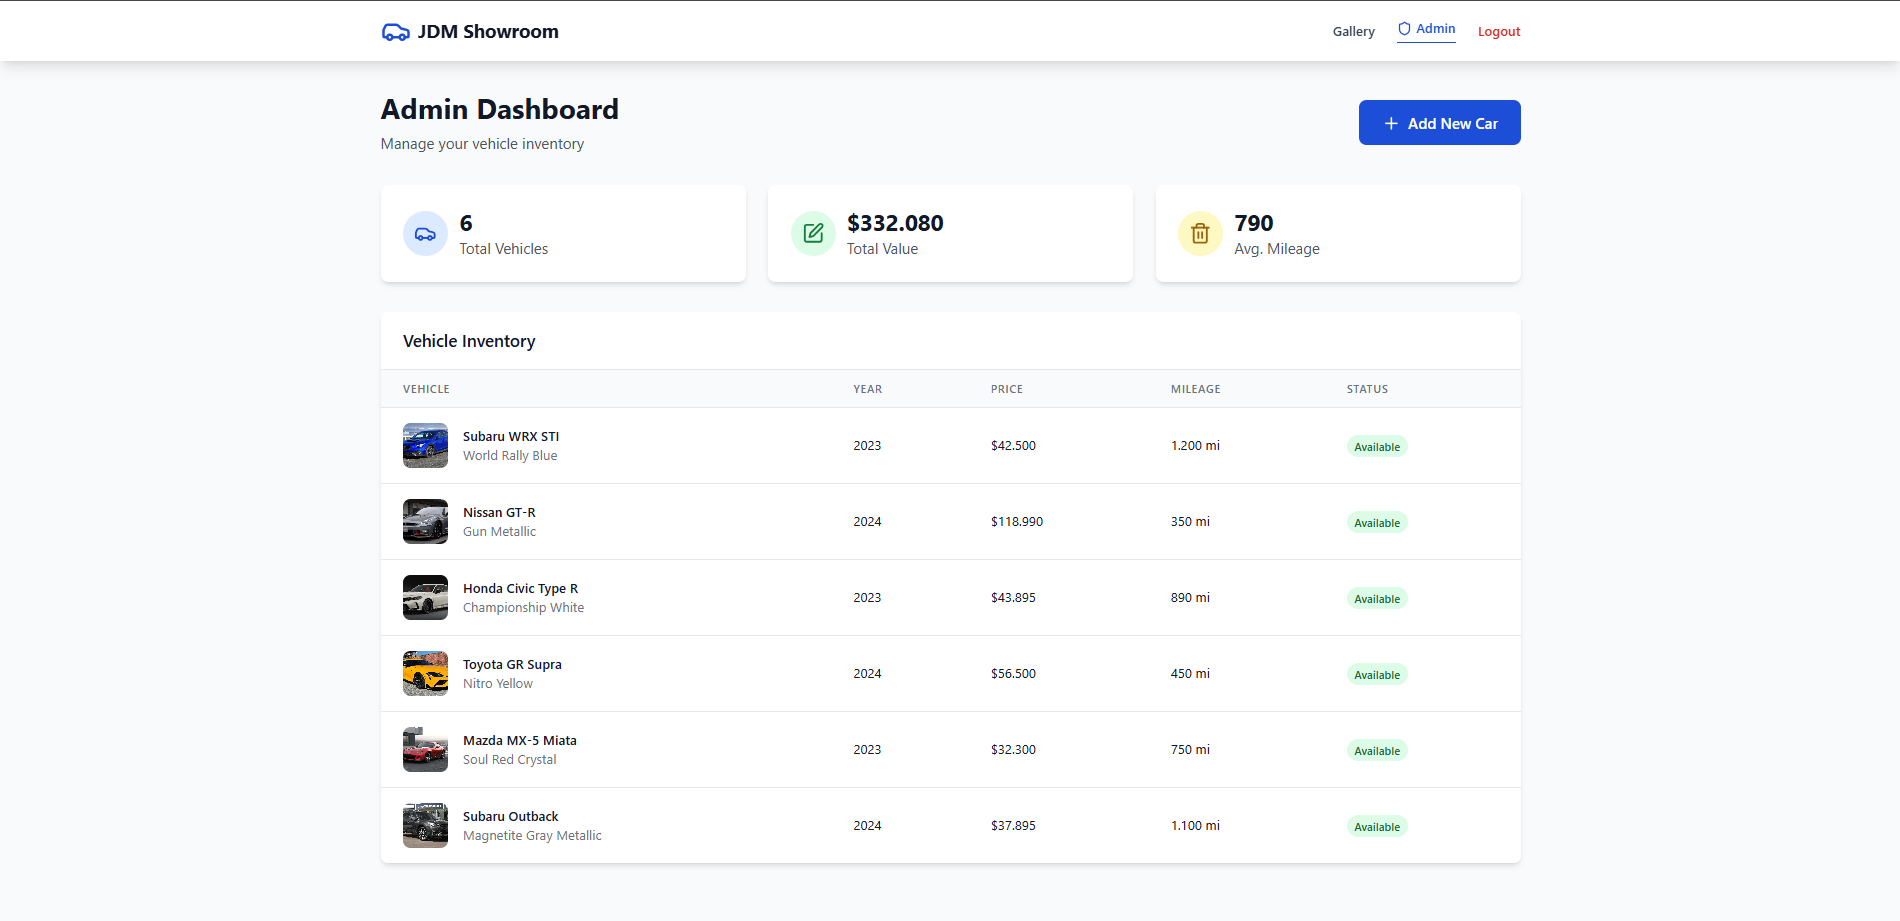 JDM Showroom
Gallery
Admin
Logout
Admin Dashboard
Manage your vehicle inventory
Add New Car
6
Total Vehicles
$332.080
Total Value
790
Avg. Mileage
Vehicle Inventory
VEHICLE YEAR PRICE MILEAGE STATUS
Subaru WRX STI
World Rally Blue
2023 $42.500 1.200 mi Available
Nissan GT-R
Gun Metallic
2024 $118.990 350 mi Available
Honda Civic Type R
Championship White
2023 $43.895 890 mi Available
Toyota GR Supra
Nitro Yellow
2024 $56.500 450 mi Available
Mazda MX-5 Miata
Soul Red Crystal
2023 $32.300 750 mi Available
Subaru Outback
Magnetite Gray Metallic
2024 $37.895 1.100 mi Available